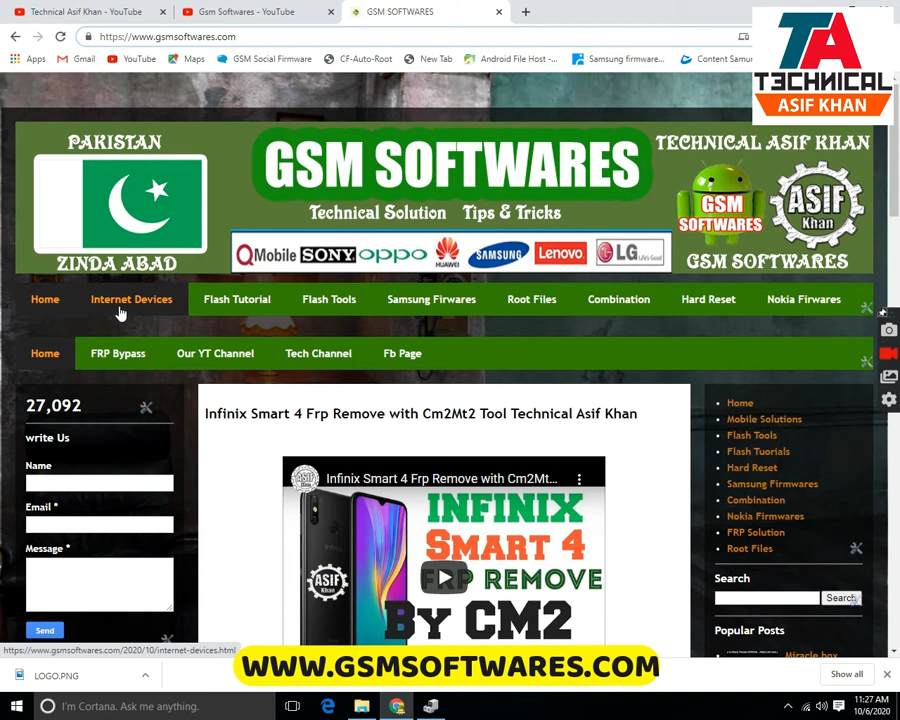 Technical Asif Khan - YouTube
Gsm Softwares - YouTube
GSM SOFTWARES
https://www.gsmsoftwares.com
Apps
Gmail
YouTube
Maps
GSM Social Firmware
CF-Auto-Root
New Tab
Android File Host -...
Samsung firmware...
Content Samu
TA
TECHNICAL
ASIF KHAN
PAKISTAN
ZINDA ABAD
GSM SOFTWARES
Technical Solution Tips & Tricks
QMobile SONY oppo HUAWEI SAMSUNG Lenovo LG Life's Good
TECHNICAL ASIF KHAN
GSM SOFTWARES
ASIF Khan
GSM SOFTWARES
Home
Internet Devices
Flash Tutorial
Flash Tools
Samsung Firwares
Root Files
Combination
Hard Reset
Nokia Firwares
Home
FRP Bypass
Our YT Channel
Tech Channel
Fb Page
27,092
write Us
Name
Email *
Message *
Send
Infinix Smart 4 Frp Remove with Cm2Mt2 Tool Technical Asif Khan
Infinix Smart 4 Frp Remove with Cm2Mt...
ASIF Khan
INFINIX
SMART 4
FRP REMOVE
BY CM2
Home
Mobile Solutions
Flash Tools
Flash Tuorials
Hard Reset
Samsung Firmwares
Combination
Nokia Firmwares
FRP Solution
Root Files
Search
Search
Popular Posts
Miracle box
https://www.gsmsoftwares.com/2020/10/internet-devices.html
WWW.GSMSOFTWARES.COM
LOGO.PNG
Show all
I'm Cortana. Ask me anything.
11:27 AM
10/6/2020